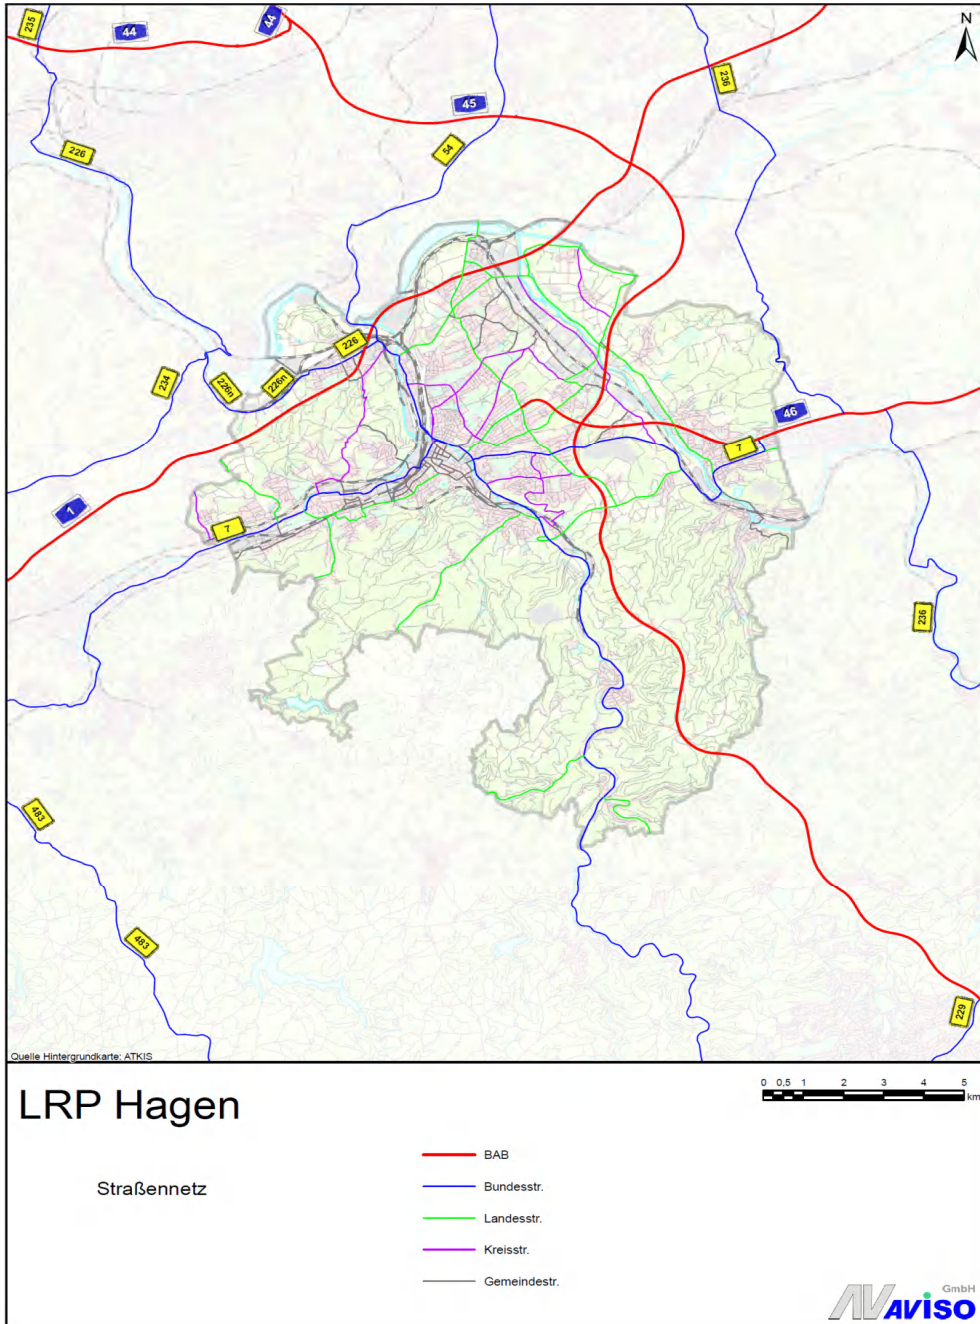 235
44
44
N
45
236
54
226
226
234
226n
226n
46
7
1
7
236
483
483
229
Quelle Hintergrundkarte: ATKIS
LRP Hagen
0 0,5 1 2 3 4 5
km
Straßennetz
BAB
Bundesstr.
Landesstr.
Kreisstr.
Gemeindestr.
GmbH
AVISO